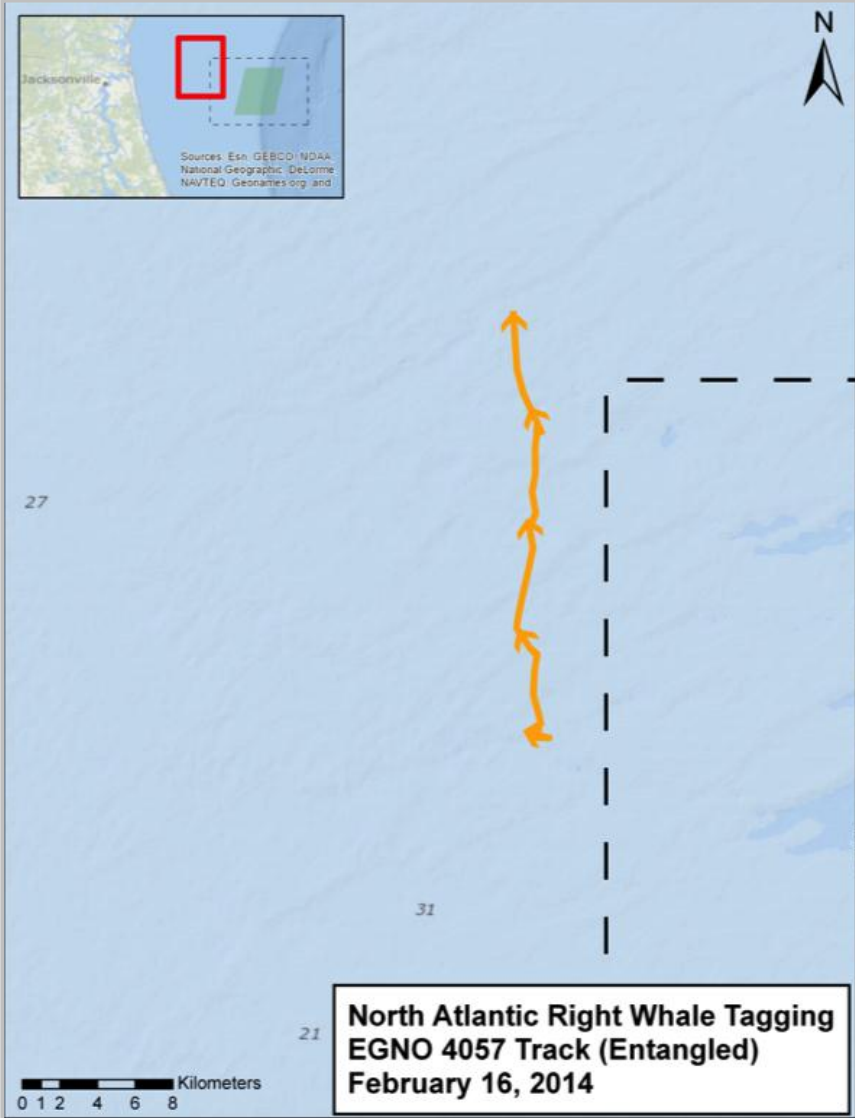 N
Jacksonville
Sources: Esri, GEBCO, NOAA,
National Geographic, DeLorme,
NAVTEQ, Geonames.org, and
27
31
21
North Atlantic Right Whale Tagging
EGNO 4057 Track (Entangled)
February 16, 2014
Kilometers
0 1 2 4 6 8